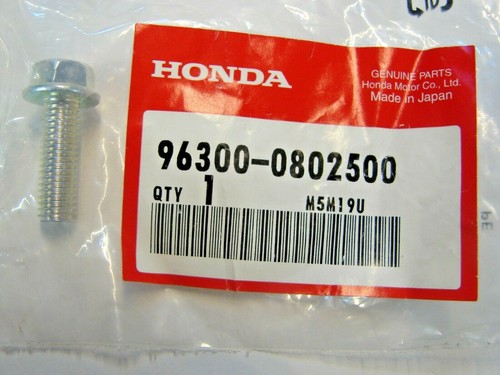 HONDA
GENUINE PARTS
Honda Motor Co., Ltd.
Made in Japan
96300-0802500
QTY 1 M5M19U